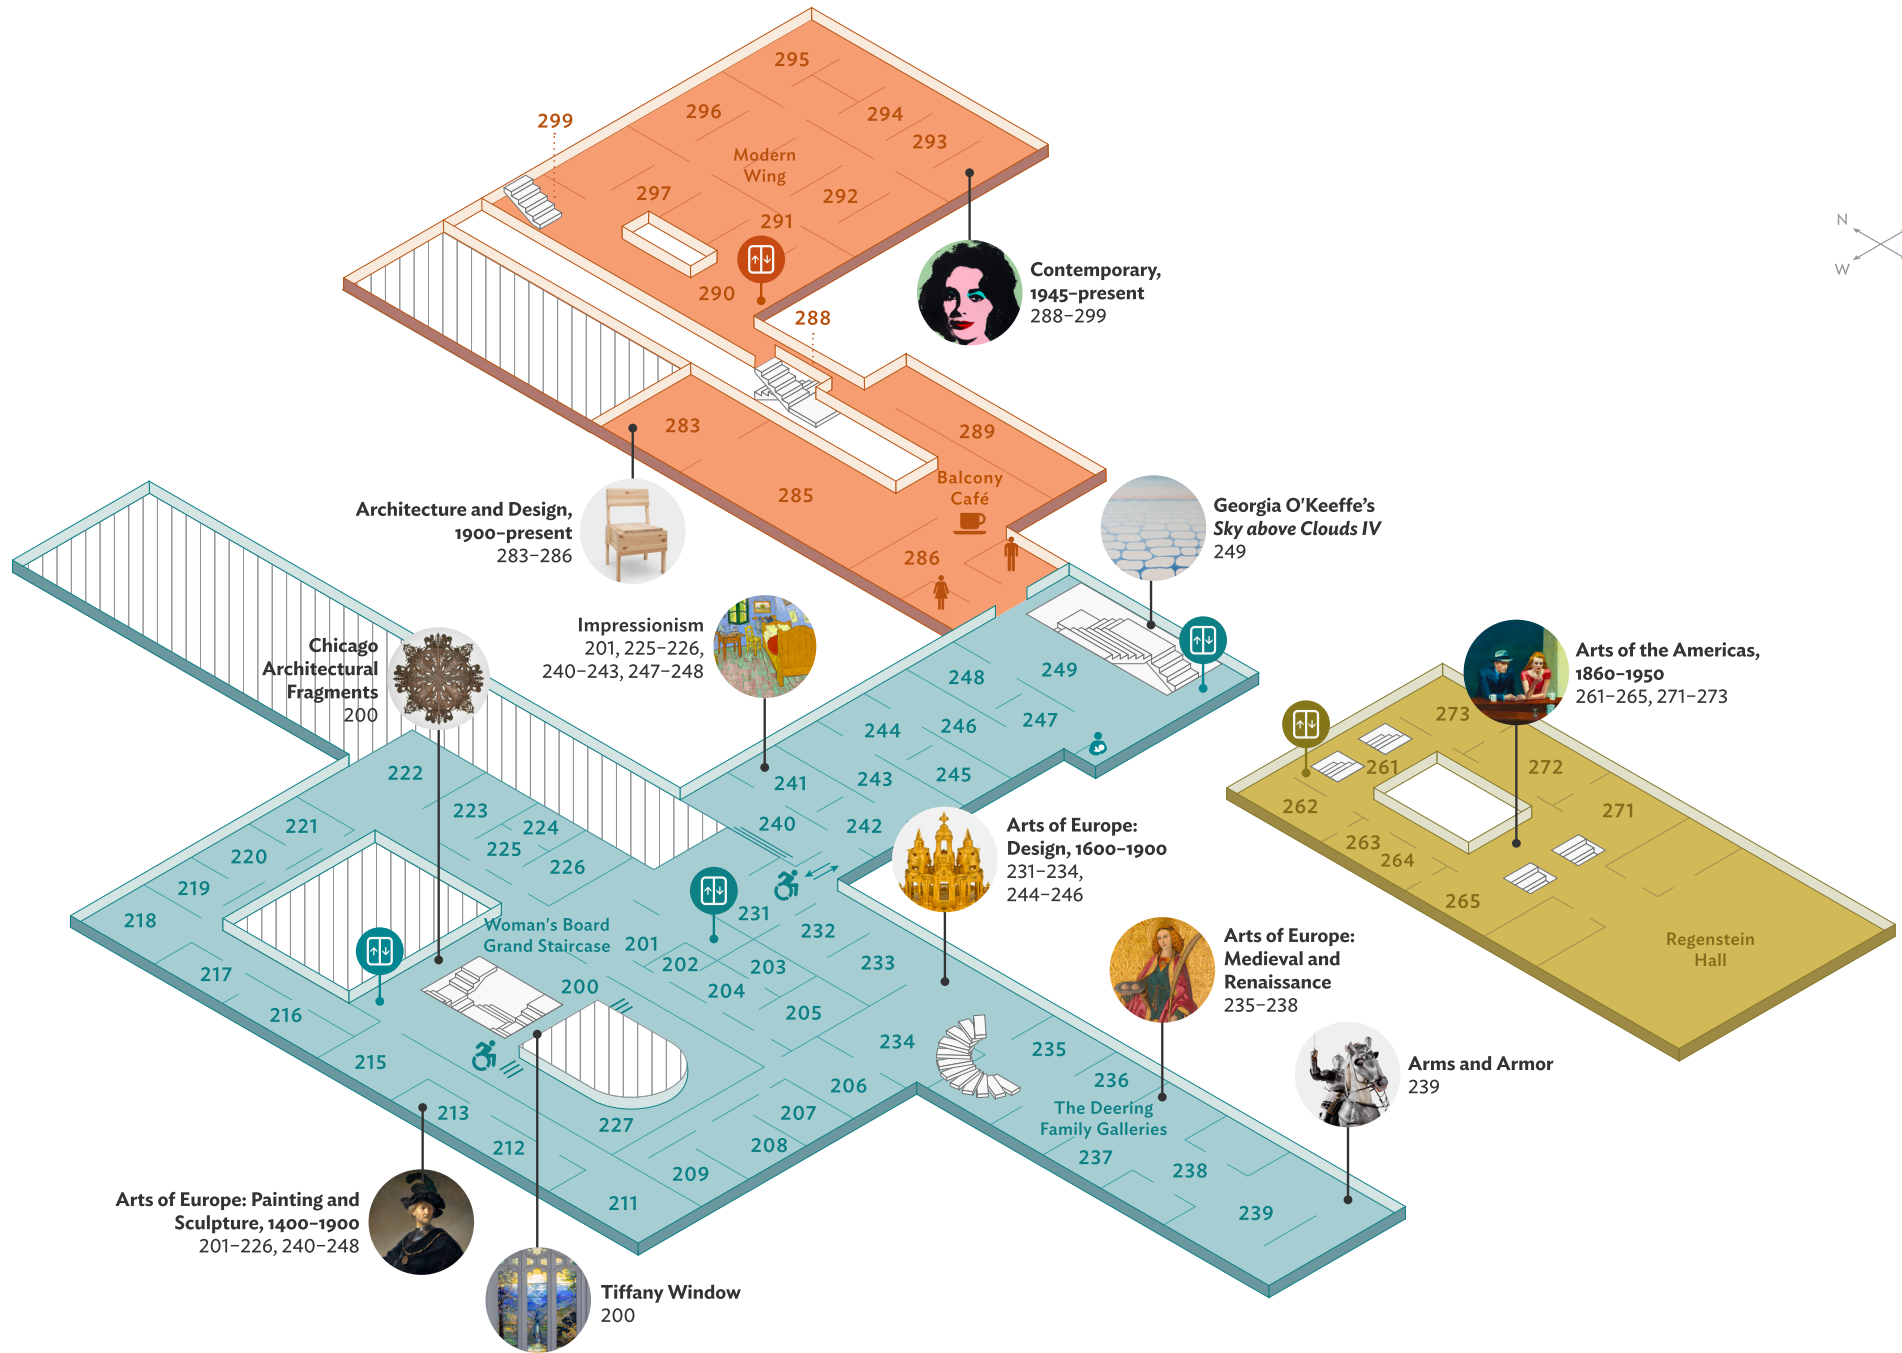 295
296
294
299
293
Modern
Wing
297
292
291
290
288
N
W
Contemporary,
1945–present
288–299
283
289
285
Balcony
Café
286
Architecture and Design,
1900–present
283–286
Georgia O'Keeffe's
Sky above Clouds IV
249
Impressionism
201, 225–226,
240–243, 247–248
Chicago
Architectural
Fragments
200
248
249
244
246
247
241
243
245
240
242
222
223
224
221
225
226
220
219
218
Arts of the Americas,
1860–1950
261–265, 271–273
273
261
272
262
271
263
264
265
Regenstein
Hall
Arts of Europe:
Design, 1600–1900
231–234,
244–246
231
232
Woman's Board
Grand Staircase
201
202
203
233
204
200
205
217
216
215
234
235
206
236
213
207
227
212
208
209
211
The Deering
Family Galleries
237
238
239
Arts of Europe:
Medieval and
Renaissance
235–238
Arms and Armor
239
Arts of Europe: Painting and
Sculpture, 1400–1900
201–226, 240–248
Tiffany Window
200